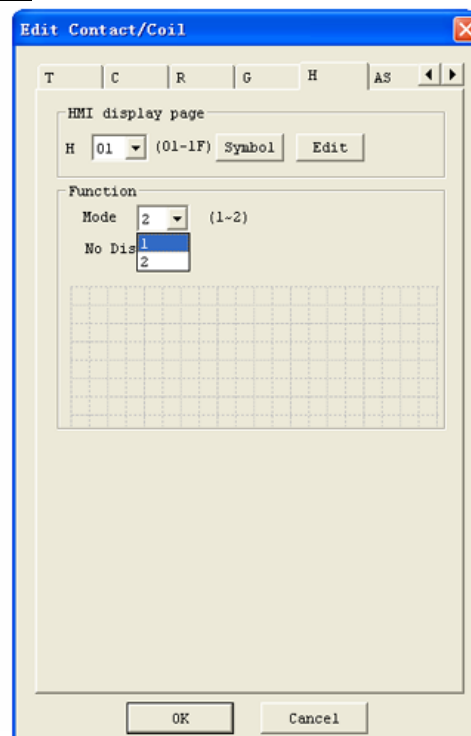 Edit Contact/Coil
T C R G H AS
HMI display page
H 01 (01-1F) Symbol Edit
Function
Mode 2 (1~2)
No Dis
1
2
OK Cancel